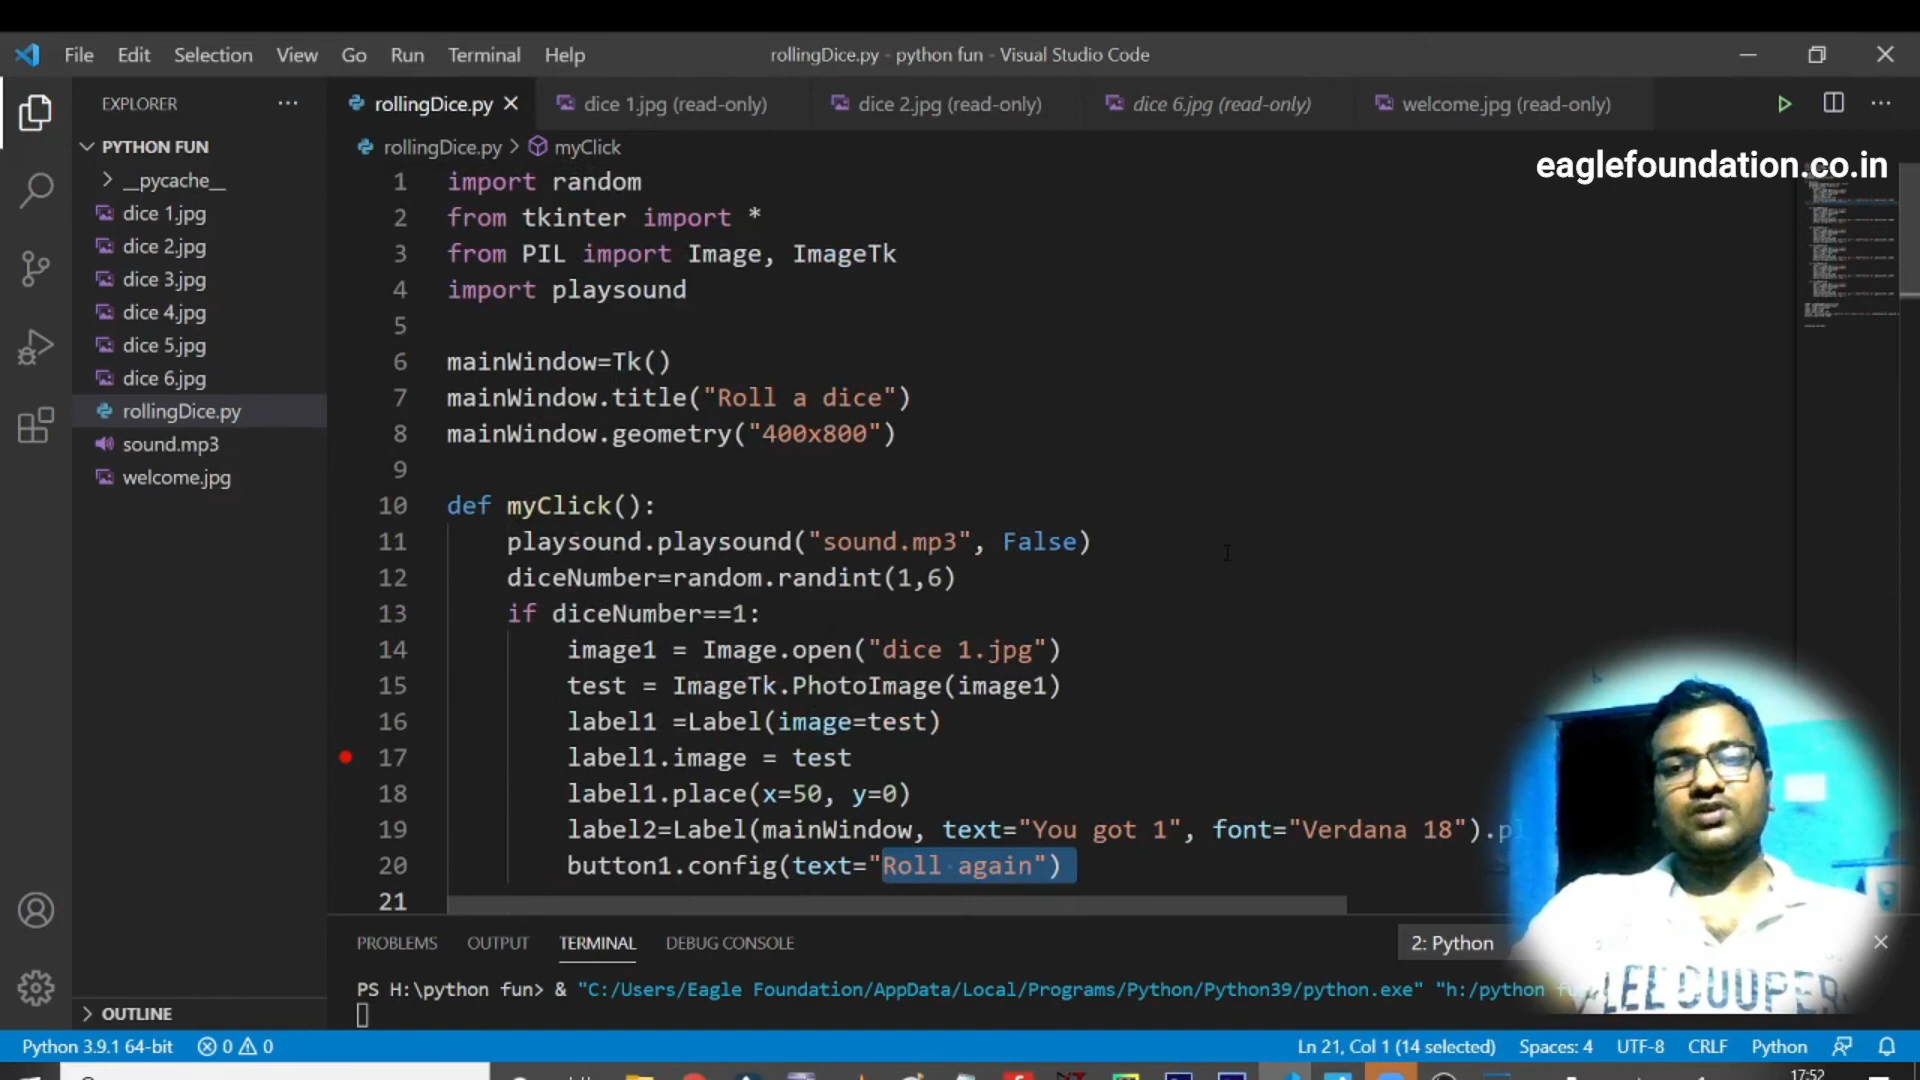 File Edit Selection View Go Run Terminal Help
rollingDice.py - python fun - Visual Studio Code
EXPLORER
rollingDice.py dice 1.jpg (read-only) dice 2.jpg (read-only) dice 6.jpg (read-only) welcome.jpg (read-only)
PYTHON FUN
rollingDice.py > myClick
eaglefoundation.co.in
__pycache__
dice 1.jpg
dice 2.jpg
dice 3.jpg
dice 4.jpg
dice 5.jpg
dice 6.jpg
rollingDice.py
sound.mp3
welcome.jpg
1 import random
2 from tkinter import *
3 from PIL import Image, ImageTk
4 import playsound
5
6 mainWindow=Tk()
7 mainWindow.title("Roll a dice")
8 mainWindow.geometry("400x800")
9
10 def myClick():
11 playsound.playsound("sound.mp3", False)
12 diceNumber=random.randint(1,6)
13 if diceNumber==1:
14 image1 = Image.open("dice 1.jpg")
15 test = ImageTk.PhotoImage(image1)
16 label1 =Label(image=test)
17 label1.image = test
18 label1.place(x=50, y=0)
19 label2=Label(mainWindow, text="You got 1", font="Verdana 18").pl
20 button1.config(text="Roll again")
21
PROBLEMS OUTPUT TERMINAL DEBUG CONSOLE
2: Python
PS H:\python fun> & "C:/Users/Eagle Foundation/AppData/Local/Programs/Python/Python39/python.exe" "h:/python
OUTLINE
Python 3.9.1 64-bit 0 0
Ln 21, Col 1 (14 selected) Spaces: 4 UTF-8 CRLF Python
17:52